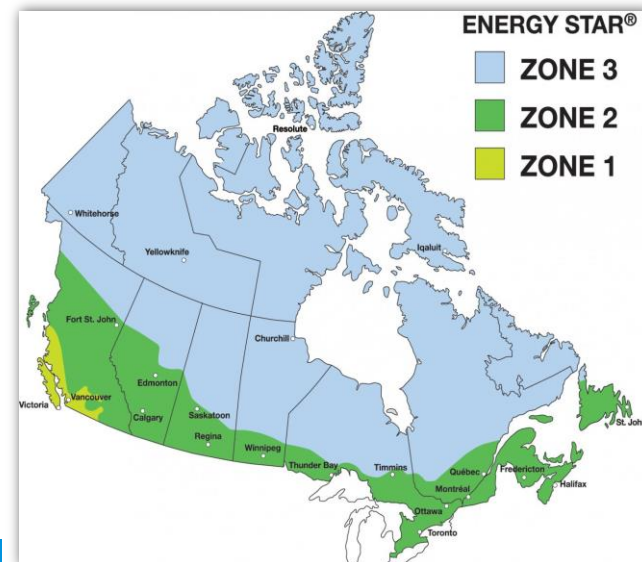 ENERGY STAR®
ZONE 3
ZONE 2
ZONE 1
Resolute
Whitehorse
Yellowknife
Iqaluit
Fort St. John
Churchill
Edmonton
Vancouver
Victoria
Calgary
Saskatoon
Regina
Winnipeg
Thunder Bay
Timmins
Québec
Montréal
Ottawa
Toronto
Fredericton
Halifax
St. Joh